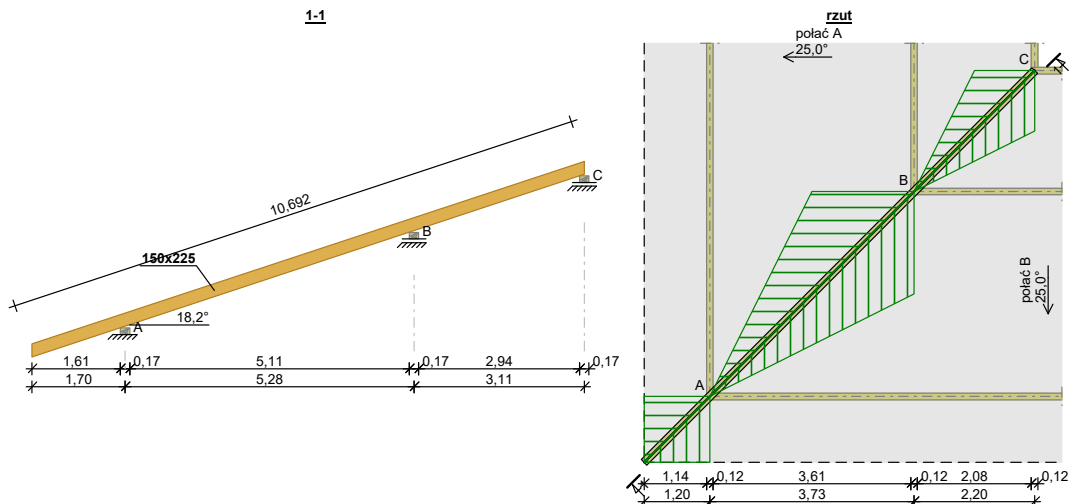 1-1
10,692
150x225
18,2°
A
B
C
1,61 0,17 5,11 0,17 2,94 0,17
1,70 5,28 3,11
rzut
połać A
25,0°
połać B
25,0°
C
B
A
1,14 0,12 3,61 0,12 2,08 0,12
1,20 3,73 2,20